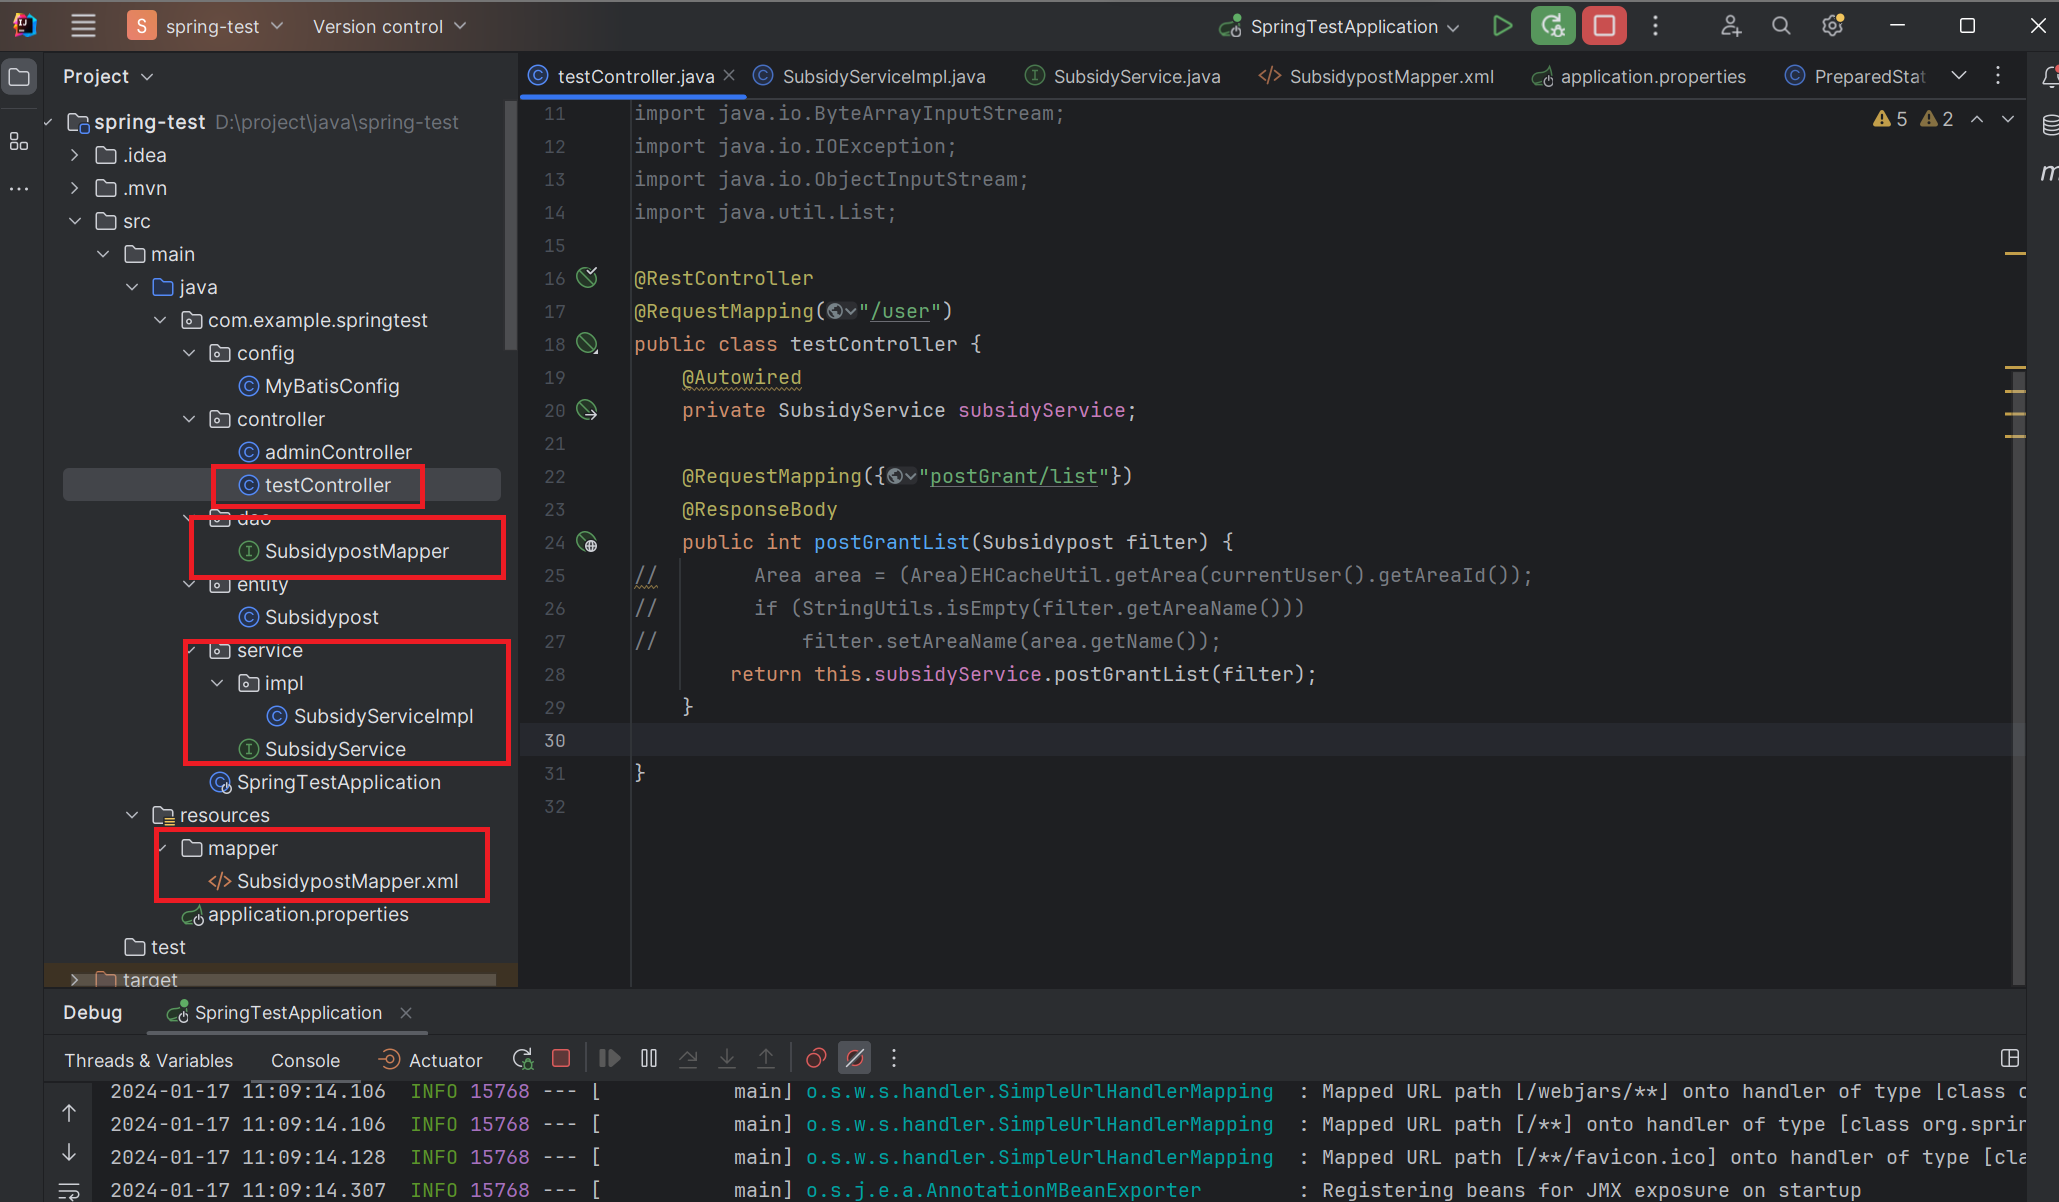 S spring-test Version control SpringTestApplication
Project
testController.java SubsidyServiceImpl.java SubsidyService.java SubsidypostMapper.xml application.properties PreparedStat
spring-test D:\project\java\spring-test
.idea
.mvn
src
main
java
com.example.springtest
config
MyBatisConfig
controller
adminController
testController
dao
SubsidypostMapper
entity
Subsidypost
service
impl
SubsidyServiceImpl
SubsidyService
SpringTestApplication
resources
mapper
SubsidypostMapper.xml
application.properties
test
target
5 2
11 import java.io.ByteArrayInputStream;
12 import java.io.IOException;
13 import java.io.ObjectInputStream;
14 import java.util.List;
15
16 @RestController
17 @RequestMapping("/user")
18 public class testController {
19 @Autowired
20 private SubsidyService subsidyService;
21
22 @RequestMapping({"postGrant/list"})
23 @ResponseBody
24 public int postGrantList(Subsidypost filter) {
25 // Area area = (Area)EHCacheUtil.getArea(currentUser().getAreaId());
26 // if (StringUtils.isEmpty(filter.getAreaName()))
27 // filter.setAreaName(area.getName());
28 return this.subsidyService.postGrantList(filter);
29 }
30
31 }
32
m
Debug SpringTestApplication
Threads & Variables Console Actuator
2024-01-17 11:09:14.106 INFO 15768 --- [ main] o.s.w.s.handler.SimpleUrlHandlerMapping : Mapped URL path [/webjars/**] onto handler of type [class o
2024-01-17 11:09:14.106 INFO 15768 --- [ main] o.s.w.s.handler.SimpleUrlHandlerMapping : Mapped URL path [/**] onto handler of type [class org.sprin
2024-01-17 11:09:14.128 INFO 15768 --- [ main] o.s.w.s.handler.SimpleUrlHandlerMapping : Mapped URL path [/**/favicon.ico] onto handler of type [cla
2024-01-17 11:09:14.307 INFO 15768 --- [ main] o.s.j.e.a.AnnotationMBeanExporter : Registering beans for JMX exposure on startup